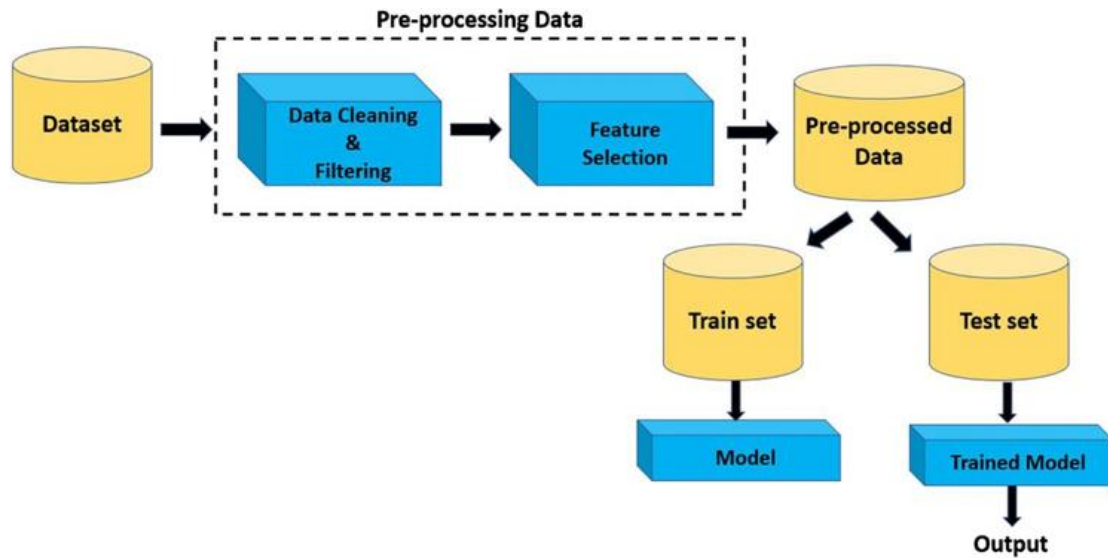 Pre-processing Data
Dataset
Data Cleaning
&
Filtering
Feature
Selection
Pre-processed
Data
Train set
Test set
Model
Trained Model
Output